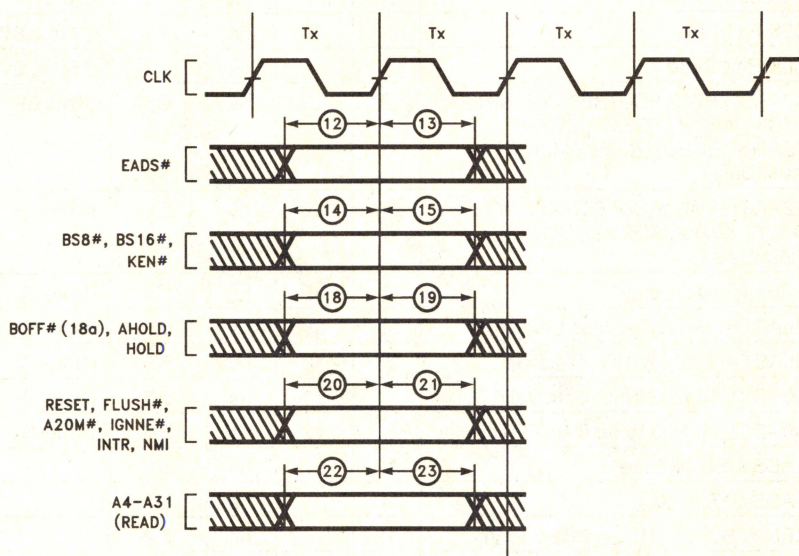 Tx Tx Tx Tx
CLK
12 13
EADS#
14 15
BS8#, BS16#,
KEN#
18 19
BOFF# (18a), AHOLD,
HOLD
20 21
RESET, FLUSH#,
A20M#, IGNNE#,
INTR, NMI
22 23
A4-A31
(READ)